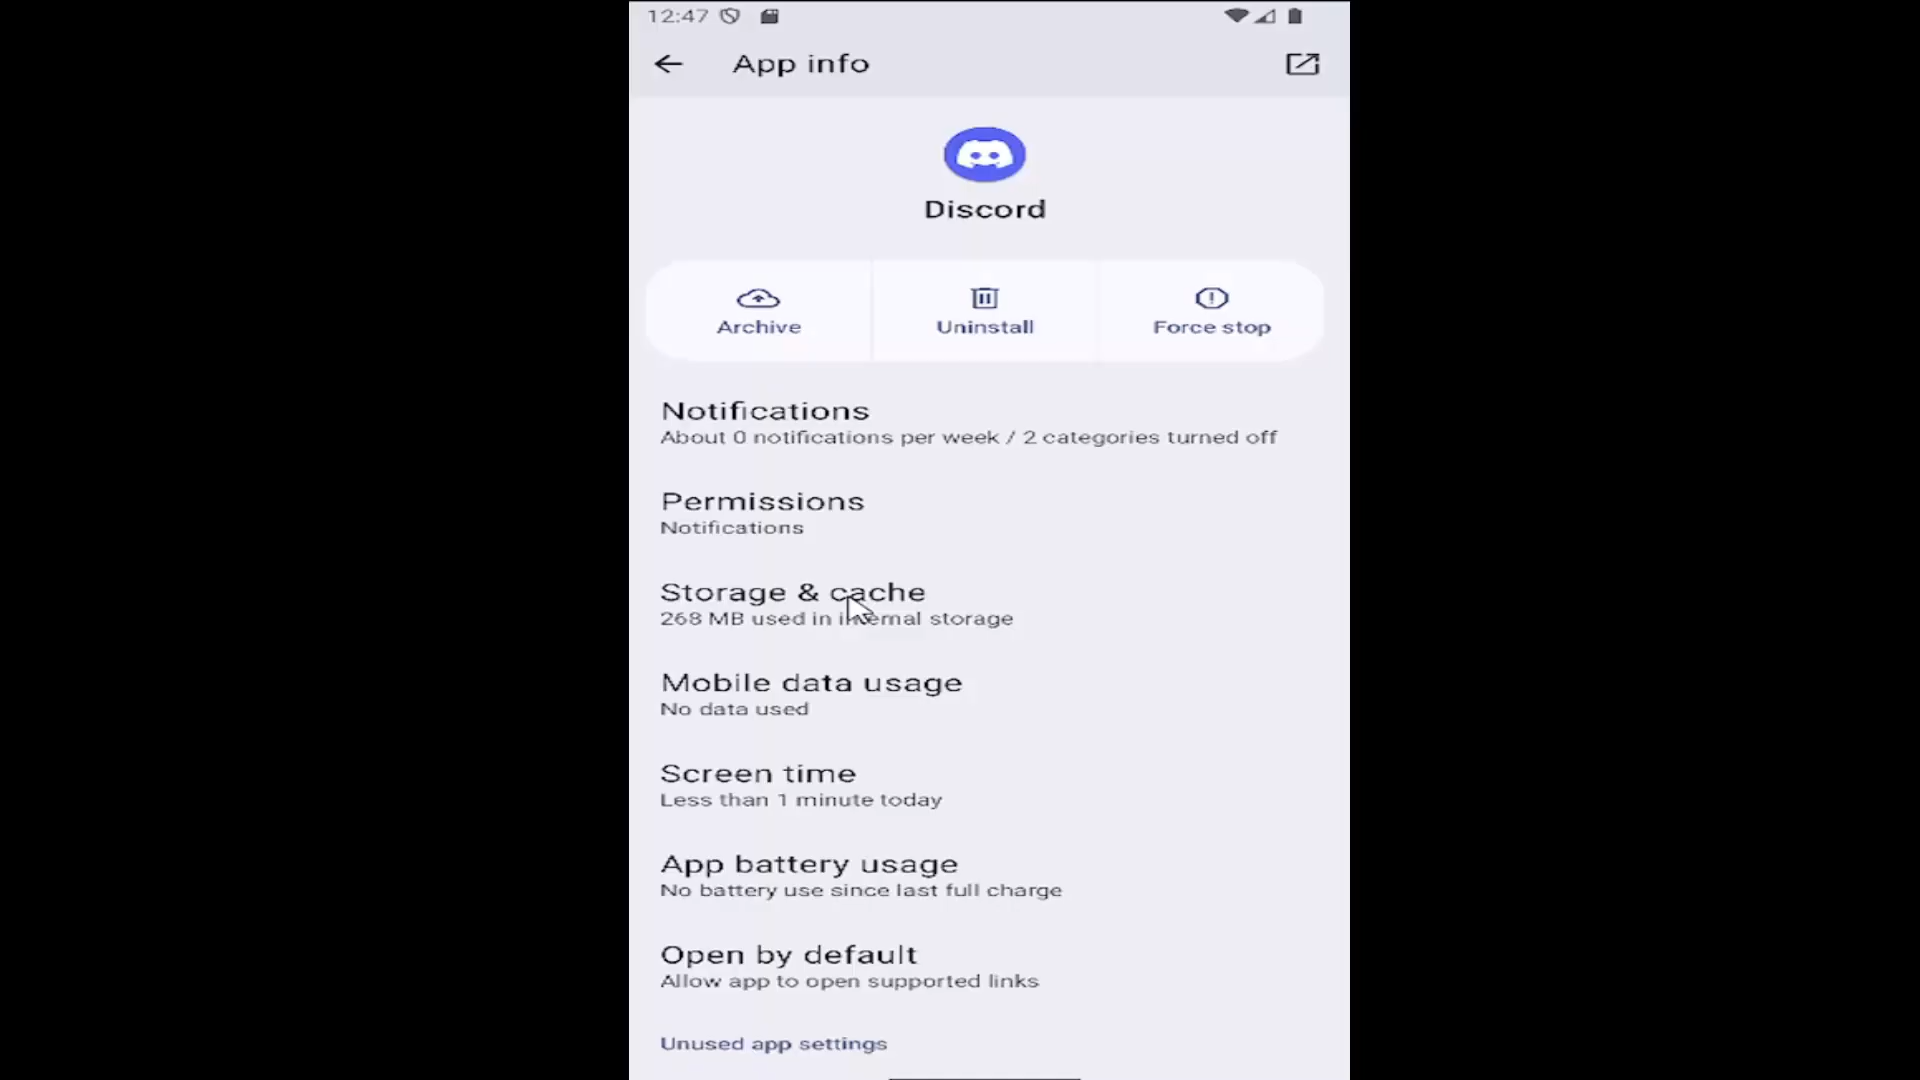 12:47
App info
Discord
Archive
Uninstall
Force stop
Notifications
About 0 notifications per week / 2 categories turned off
Permissions
Notifications
Storage & cache
268 MB used in internal storage
Mobile data usage
No data used
Screen time
Less than 1 minute today
App battery usage
No battery use since last full charge
Open by default
Allow app to open supported links
Unused app settings